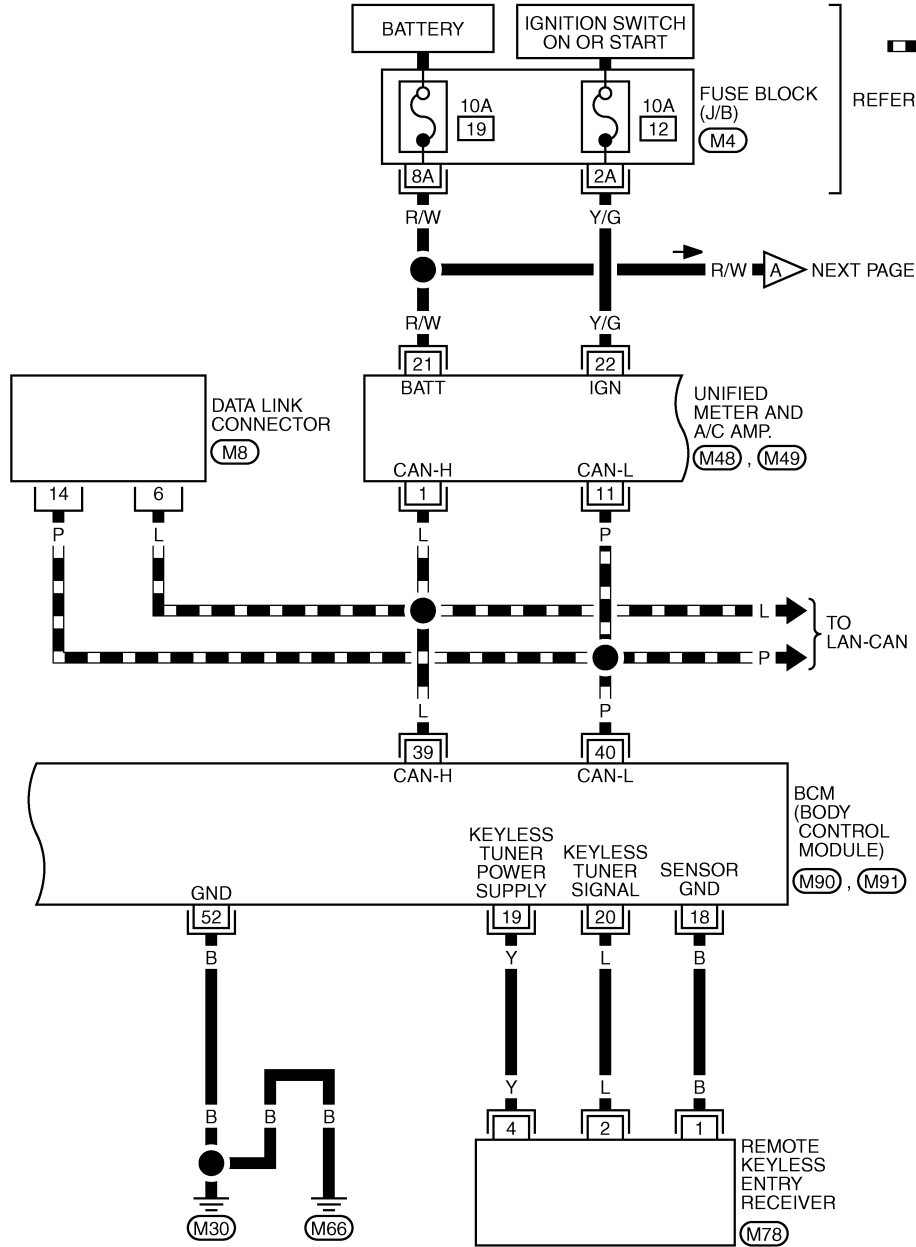 BATTERY
IGNITION SWITCH
ON OR START
10A
19
10A
12
FUSE BLOCK
(J/B)
M4
REFER
8A
2A
R/W
Y/G
R/W
A
NEXT PAGE
R/W
Y/G
21
22
BATT
IGN
DATA LINK
CONNECTOR
M8
UNIFIED
METER AND
A/C AMP.
M48 , M49
CAN-H
CAN-L
14
6
1
11
P
L
L
P
L
P
TO
LAN-CAN
L
P
39
40
CAN-H
CAN-L
BCM
(BODY
CONTROL
MODULE)
M90 , M91
GND
KEYLESS
TUNER
POWER
SUPPLY
KEYLESS
TUNER
SIGNAL
SENSOR
GND
52
19
20
18
B
Y
L
B
B
B
B
Y
L
B
4
2
1
REMOTE
KEYLESS
ENTRY
RECEIVER
M78
M30
M66